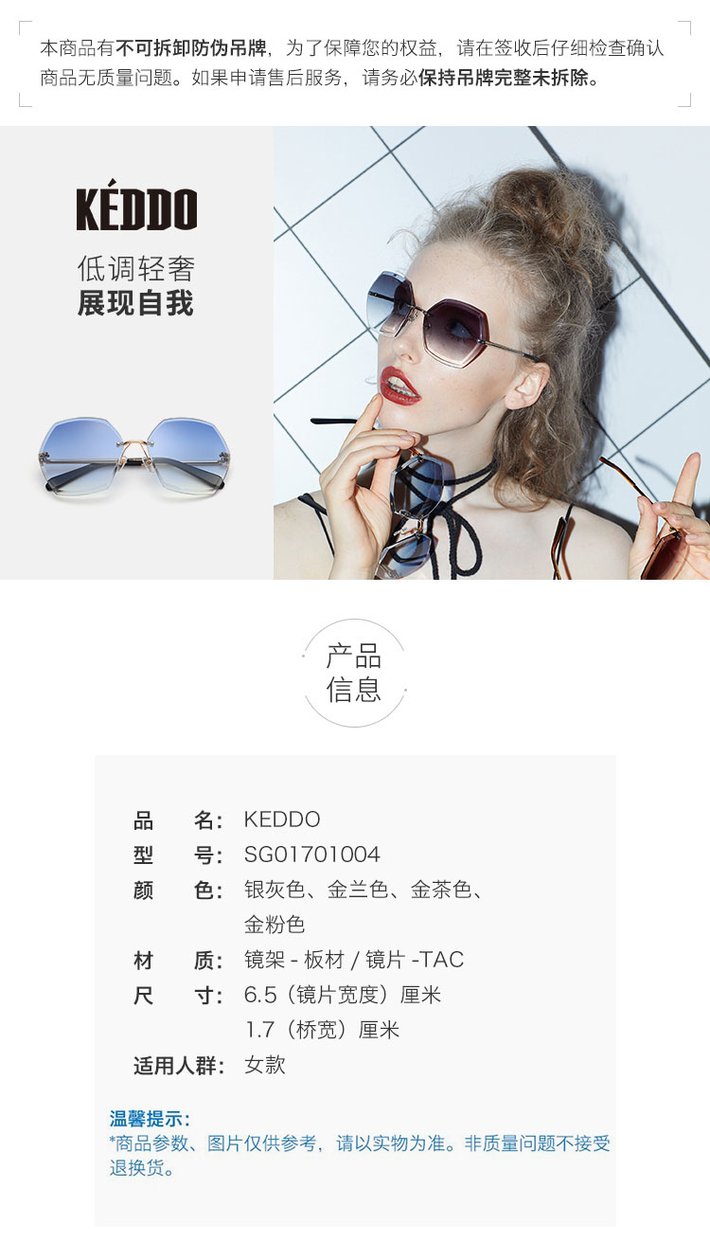 本商品有不可拆卸防伪吊牌，为了保障您的权益，请在签收后仔细检查确认
商品无质量问题。如果申请售后服务，请务必保持吊牌完整未拆除。
KÉDDO
低调轻奢
展现自我
产品
信息
品 名： KEDDO
型 号： SG01701004
颜 色： 银灰色、金兰色、金茶色、
金粉色
材 质： 镜架 - 板材 / 镜片 -TAC
尺 寸： 6.5（镜片宽度）厘米
1.7（桥宽）厘米
适用人群： 女款
温馨提示：
*商品参数、图片仅供参考，请以实物为准。非质量问题不接受
退换货。